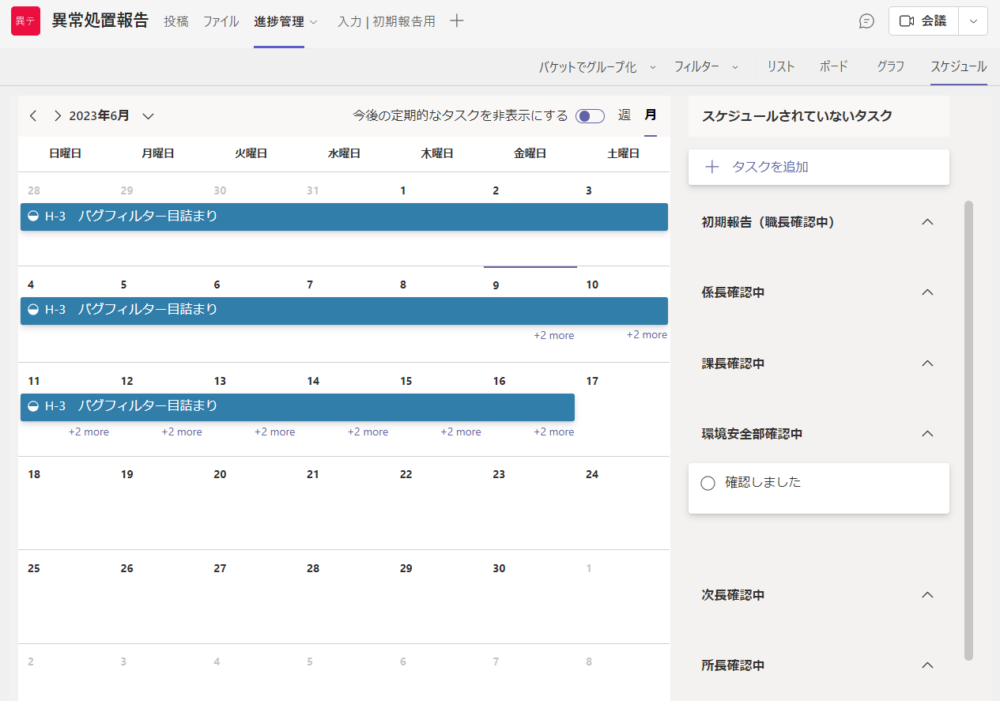 異テ 異常処置報告 投稿 ファイル 進捗管理 入力 | 初期報告用 会議
バケットでグループ化 フィルター リスト ボード グラフ スケジュール
2023年6月 今後の定期的なタスクを非表示にする 週 月
日曜日 月曜日 火曜日 水曜日 木曜日 金曜日 土曜日
28 29 30 31 1 2 3
H-3 バグフィルター目詰まり
4 5 6 7 8 9 10
H-3 バグフィルター目詰まり
+2 more +2 more
11 12 13 14 15 16 17
H-3 バグフィルター目詰まり
+2 more +2 more +2 more +2 more +2 more +2 more
18 19 20 21 22 23 24
25 26 27 28 29 30 1
2 3 4 5 6 7 8
スケジュールされていないタスク
タスクを追加
初期報告（職長確認中）
係長確認中
課長確認中
環境安全部確認中
確認しました
次長確認中
所長確認中